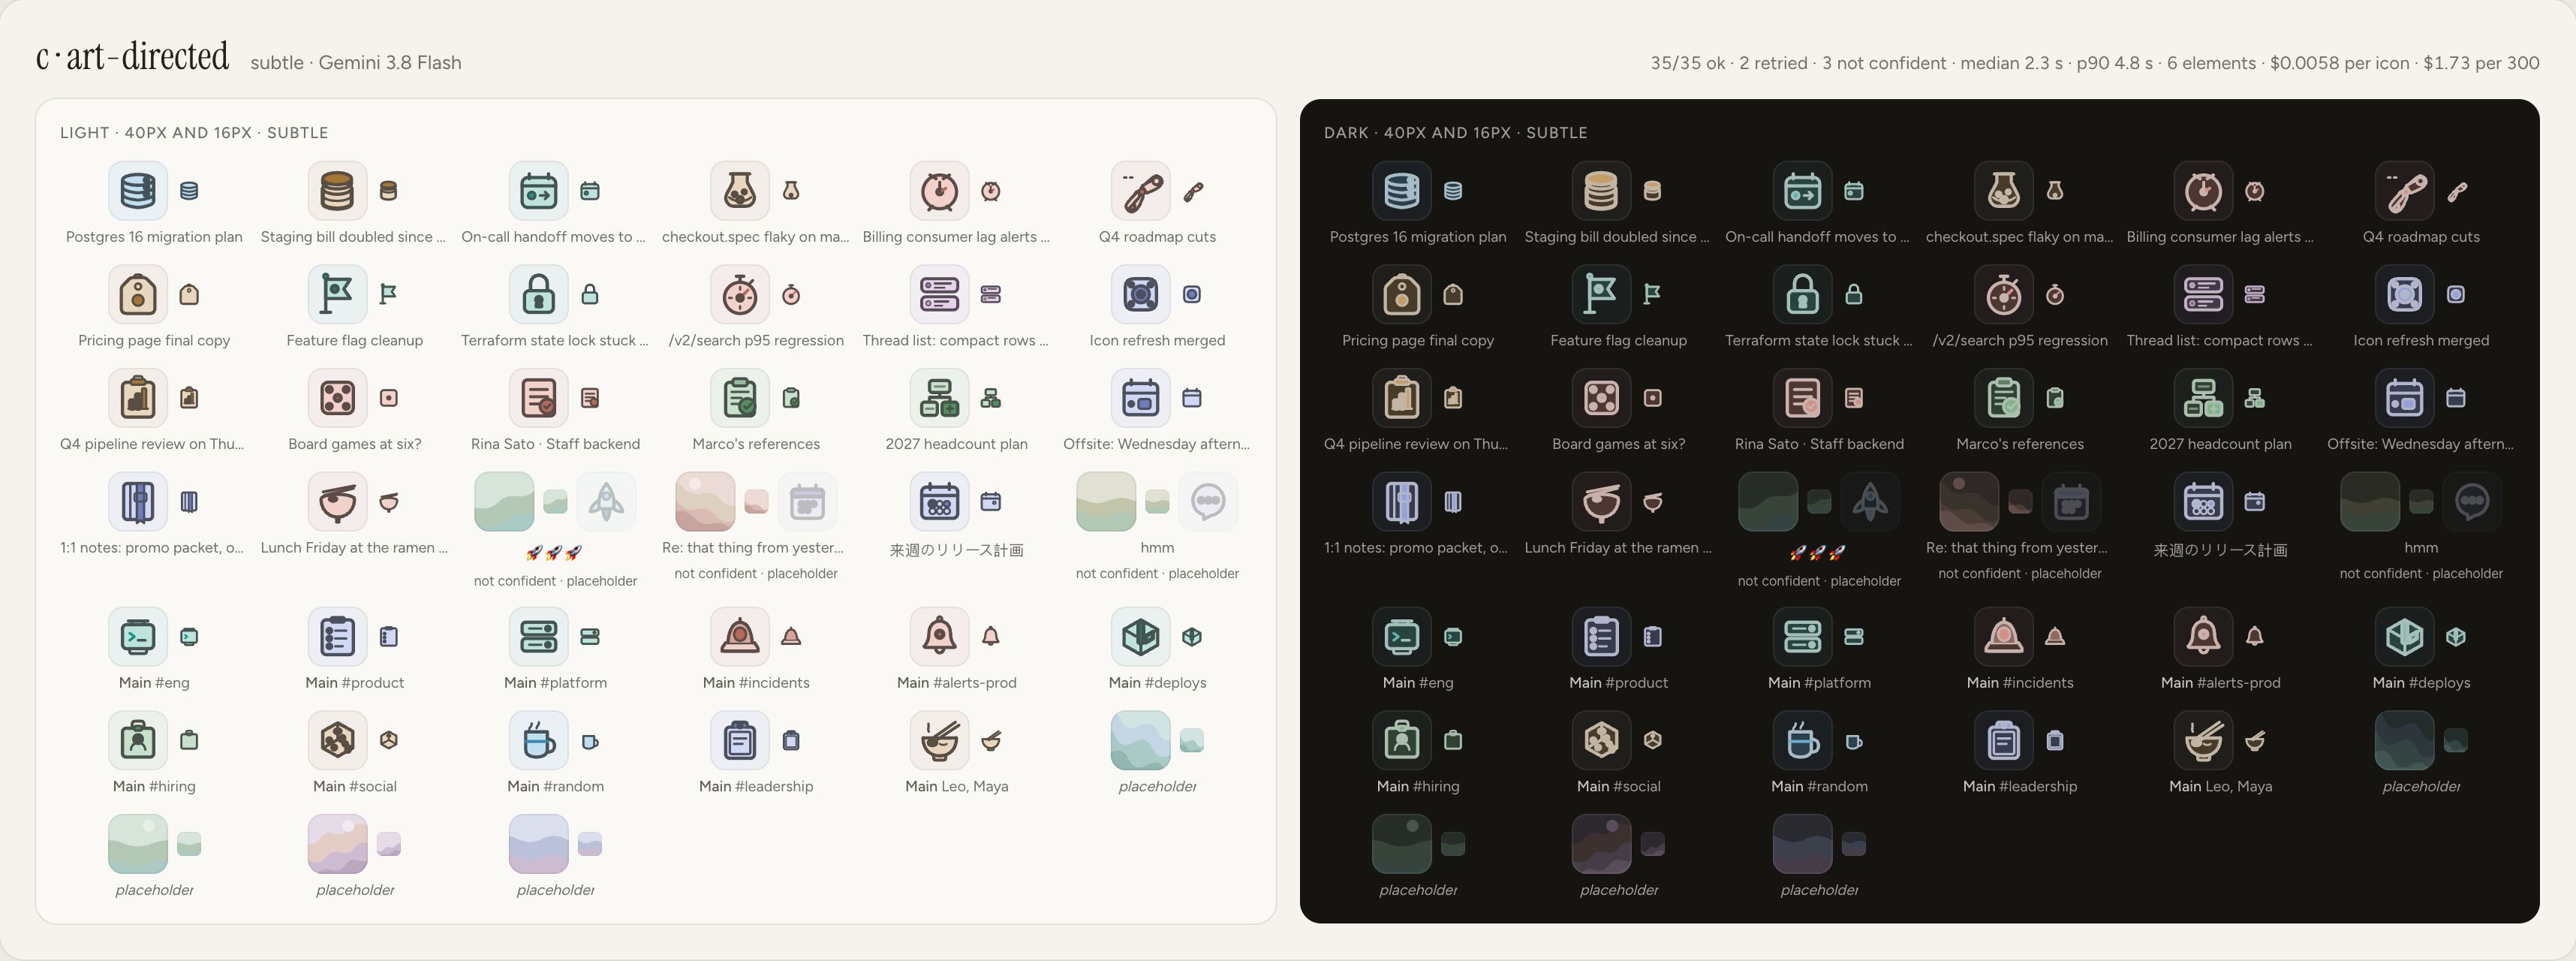 c · art-directed subtle · Gemini 3.8 Flash
35/35 ok · 2 retried · 3 not confident · median 2.3 s · p90 4.8 s · 6 elements · $0.0058 per icon · $1.73 per 300
LIGHT · 40PX AND 16PX · SUBTLE
Postgres 16 migration plan
Staging bill doubled since ...
On-call handoff moves to ...
checkout.spec flaky on ma...
Billing consumer lag alerts ...
Q4 roadmap cuts
Pricing page final copy
Feature flag cleanup
Terraform state lock stuck ...
/v2/search p95 regression
Thread list: compact rows ...
Icon refresh merged
Q4 pipeline review on Thu...
Board games at six?
Rina Sato · Staff backend
Marco's references
2027 headcount plan
Offsite: Wednesday aftern...
1:1 notes: promo packet, o...
Lunch Friday at the ramen ...
🚀🚀🚀
not confident · placeholder
Re: that thing from yester...
not confident · placeholder
来週のリリース計画
hmm
not confident · placeholder
Main #eng
Main #product
Main #platform
Main #incidents
Main #alerts-prod
Main #deploys
Main #hiring
Main #social
Main #random
Main #leadership
Main Leo, Maya
placeholder
placeholder
placeholder
placeholder
DARK · 40PX AND 16PX · SUBTLE
Postgres 16 migration plan
Staging bill doubled since ...
On-call handoff moves to ...
checkout.spec flaky on ma...
Billing consumer lag alerts ...
Q4 roadmap cuts
Pricing page final copy
Feature flag cleanup
Terraform state lock stuck ...
/v2/search p95 regression
Thread list: compact rows ...
Icon refresh merged
Q4 pipeline review on Thu...
Board games at six?
Rina Sato · Staff backend
Marco's references
2027 headcount plan
Offsite: Wednesday aftern...
1:1 notes: promo packet, o...
Lunch Friday at the ramen ...
🚀🚀🚀
not confident · placeholder
Re: that thing from yester...
not confident · placeholder
来週のリリース計画
hmm
not confident · placeholder
Main #eng
Main #product
Main #platform
Main #incidents
Main #alerts-prod
Main #deploys
Main #hiring
Main #social
Main #random
Main #leadership
Main Leo, Maya
placeholder
placeholder
placeholder
placeholder